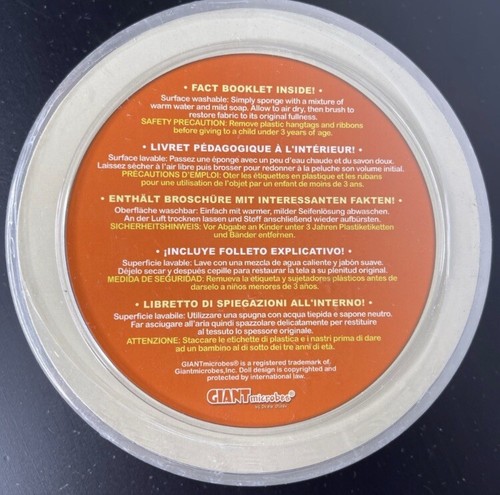 • FACT BOOKLET INSIDE! •
Surface washable: Simply sponge with a mixture of
warm water and mild soap. Allow to air dry, then brush to
restore fabric to its original fullness.
SAFETY PRECAUTION: Remove plastic hangtags and ribbons
before giving to a child under 3 years of age.
• LIVRET PÉDAGOGIQUE À L'INTÉRIEUR! •
Surface lavable: Passez une éponge avec un peu d'eau chaude et du savon doux.
Laissez sécher à l'air libre puis brosser pour redonner à la peluche son volume initial.
PRÉCAUTIONS D'EMPLOI: Oter les étiquettes en plastique et les rubans
pour une utilisation de l'objet par un enfant de moins de 3 ans.
• ENTHÄLT BROSCHÜRE MIT INTERESSANTEN FAKTEN! •
Oberfläche waschbar: Einfach mit warmer, milder Seifenlösung abwaschen.
An der Luft trocknen lassen und Stoff anschließend wieder aufbürsten.
SICHERHEITSHINWEIS: Vor Abgabe an Kinder unter 3 Jahren Plastiketiketten
und Bänder entfernen.
• ¡INCLUYE FOLLETO EXPLICATIVO! •
Superficie lavable: Lave con una mezcla de agua caliente y jabón suave.
Déjelo secar y después cepille para restaurar la tela a su plenitud original.
MEDIDA DE SEGURIDAD: Remueva la etiqueta y sujetadores plásticos antes de
darselo a niños menores de 3 años.
• LIBRETTO DI SPIEGAZIONI ALL'INTERNO! •
Superficie lavabile: Utilizzare una spugna con acqua tiepida e sapone neutro.
Far asciugare all'aria quindi spazzolare delicatamente per restituire
al tessuto lo spessore originale.
ATTENZIONE: Staccare le etichette di plastica e i nastri prima di dare
ad un bambino al di sotto dei tre anni di età.
GIANTmicrobes® is a registered trademark of
Giantmicrobes,Inc. Doll design is copyrighted and
protected by international law.
GIANTmicrobes®